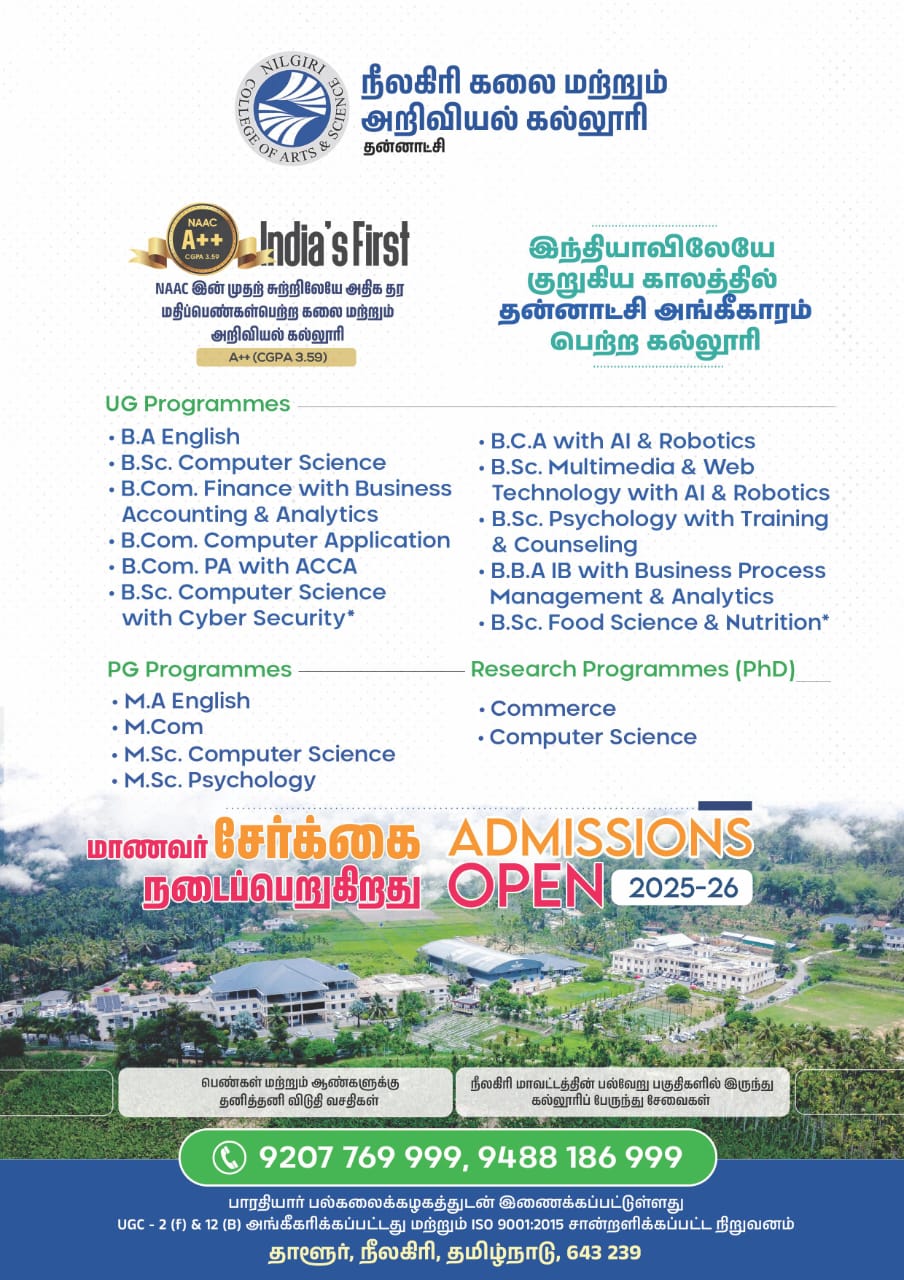 NILGIRI
COLLEGE OF ARTS & SCIENCE
நீலகிரி கலை மற்றும்
அறிவியல் கல்லூரி
தன்னாட்சி
NAAC
A++
CGPA 3.59
India's First
NAAC இன் முதற் சுற்றிலேயே அதிக தர
மதிப்பெண்கள்பெற்ற கலை மற்றும்
அறிவியல் கல்லூரி
A++ (CGPA 3.59)
இந்தியாவிலேயே
குறுகிய காலத்தில்
தன்னாட்சி அங்கீகாரம்
பெற்ற கல்லூரி
UG Programmes
• B.A English
• B.Sc. Computer Science
• B.Com. Finance with Business
Accounting & Analytics
• B.Com. Computer Application
• B.Com. PA with ACCA
• B.Sc. Computer Science
with Cyber Security*
• B.C.A with AI & Robotics
• B.Sc. Multimedia & Web
Technology with AI & Robotics
• B.Sc. Psychology with Training
& Counseling
• B.B.A IB with Business Process
Management & Analytics
• B.Sc. Food Science & Nutrition*
PG Programmes
• M.A English
• M.Com
• M.Sc. Computer Science
• M.Sc. Psychology
Research Programmes (PhD)
• Commerce
• Computer Science
மாணவர் சேர்க்கை
நடைப்பெறுகிறது
ADMISSIONS
OPEN 2025-26
பெண்கள் மற்றும் ஆண்களுக்கு
தனித்தனி விடுதி வசதிகள்
நீலகிரி மாவட்டத்தின் பல்வேறு பகுதிகளில் இருந்து
கல்லூரிப் பேருந்து சேவைகள்
9207 769 999, 9488 186 999
பாரதியார் பல்கலைக்கழகத்துடன் இணைக்கப்பட்டுள்ளது
UGC - 2 (f) & 12 (B) அங்கீகரிக்கப்பட்டது மற்றும் ISO 9001:2015 சான்றளிக்கப்பட்ட நிறுவனம்
தாளூர், நீலகிரி, தமிழ்நாடு, 643 239